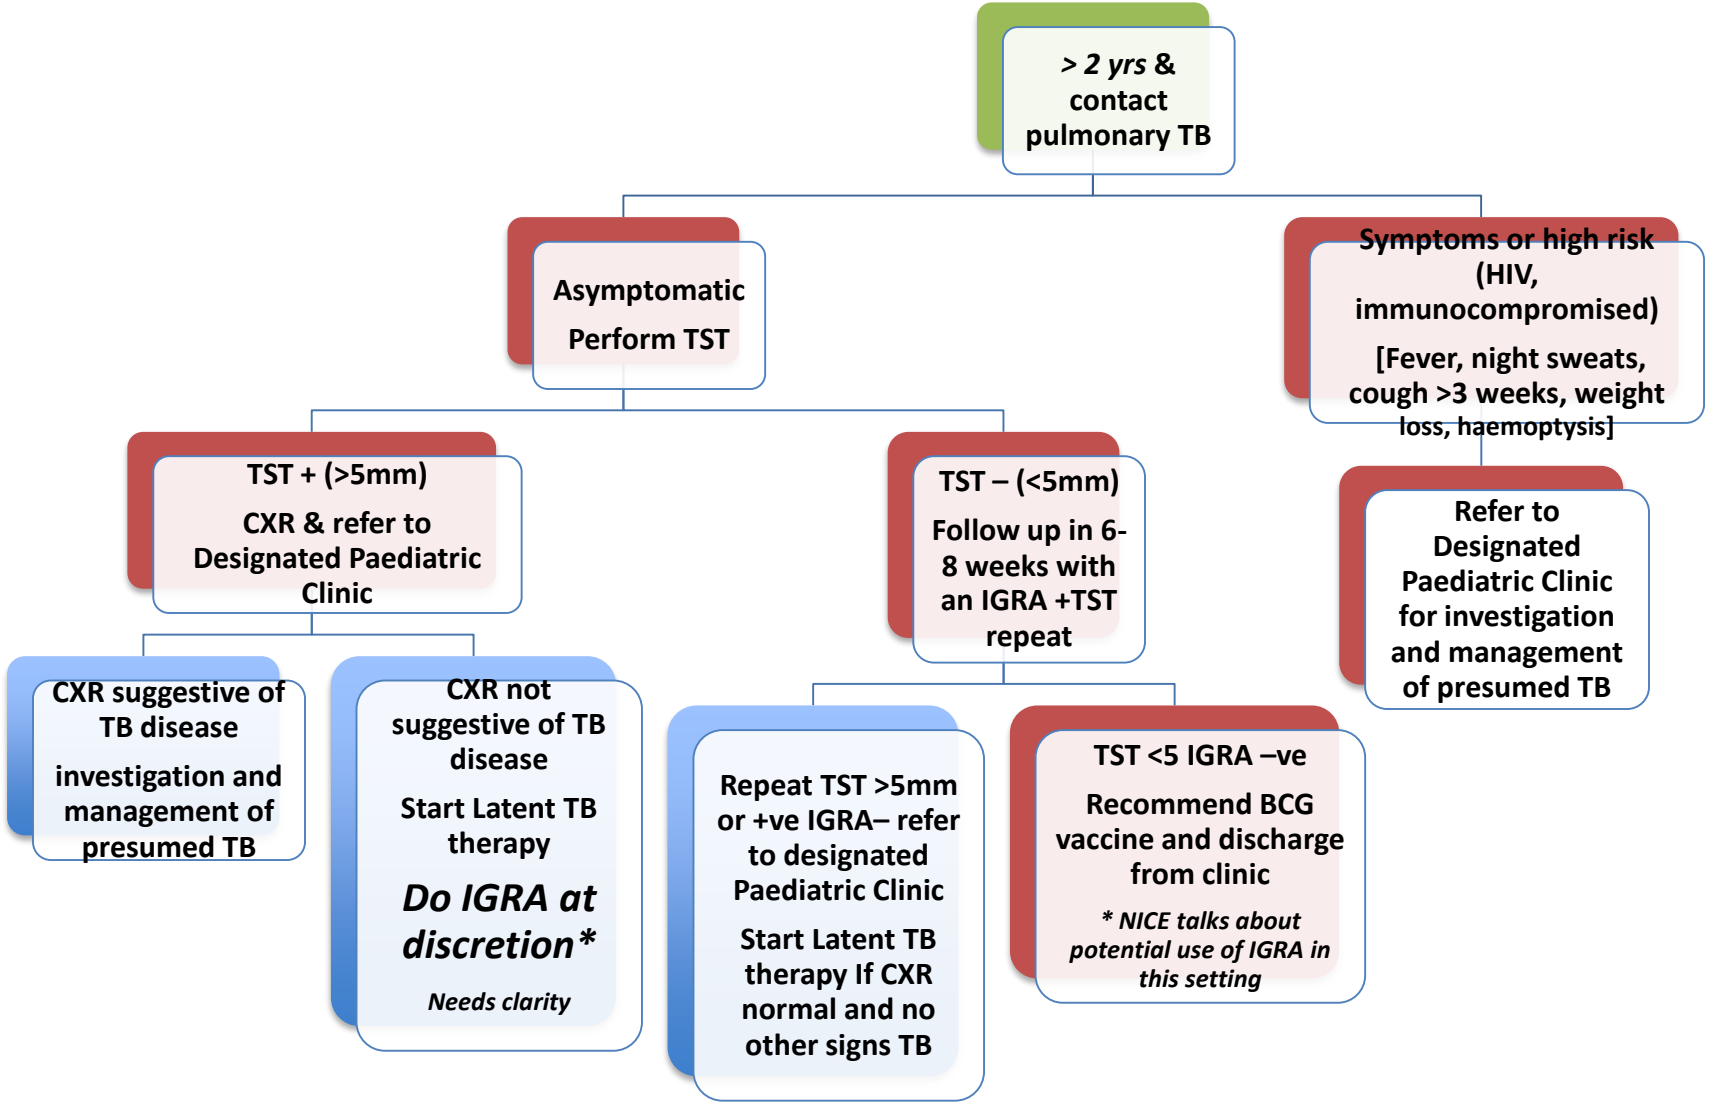 > 2 yrs &
contact
pulmonary TB
Asymptomatic
Perform TST
Symptoms or high risk
(HIV,
immunocompromised)
[Fever, night sweats,
cough >3 weeks, weight
loss, haemoptysis]
TST + (>5mm)
CXR & refer to
Designated Paediatric
Clinic
TST – (<5mm)
Follow up in 6-
8 weeks with
an IGRA +TST
repeat
Refer to
Designated
Paediatric Clinic
for investigation
and management
of presumed TB
CXR suggestive of
TB disease
investigation and
management of
presumed TB
CXR not
suggestive of TB
disease
Start Latent TB
therapy
Do IGRA at
discretion*
Needs clarity
Repeat TST >5mm
or +ve IGRA– refer
to designated
Paediatric Clinic
Start Latent TB
therapy If CXR
normal and no
other signs TB
TST <5 IGRA –ve
Recommend BCG
vaccine and discharge
from clinic
* NICE talks about
potential use of IGRA in
this setting